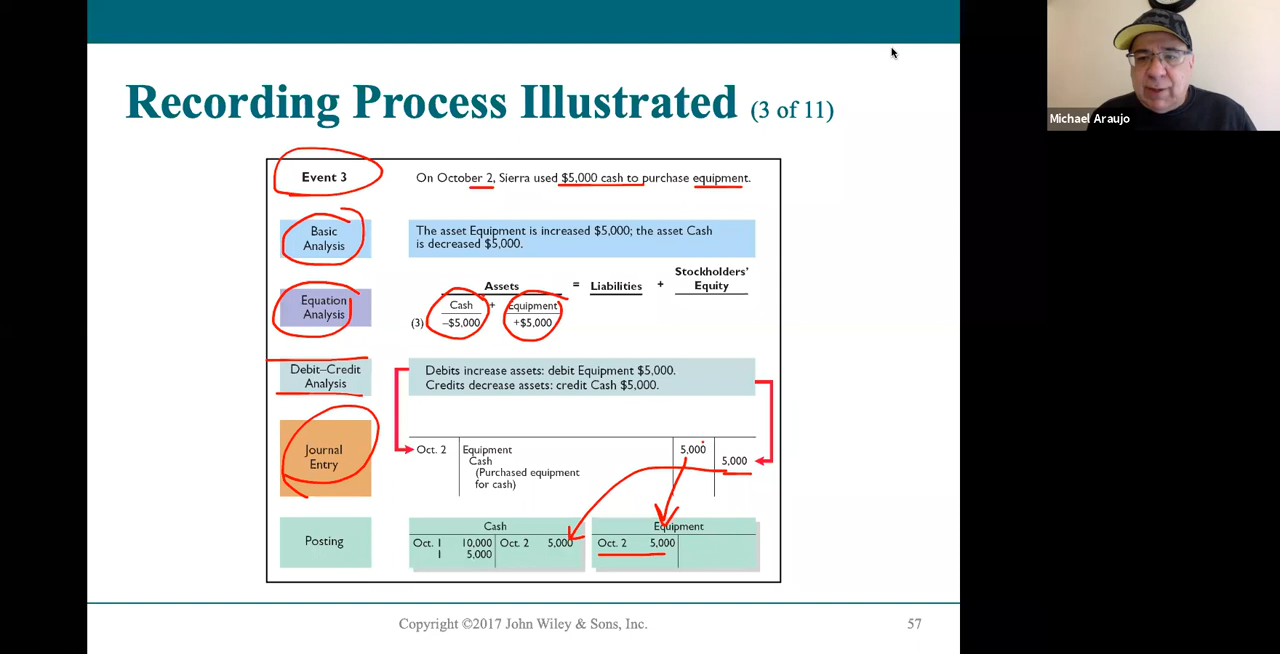 Recording Process Illustrated (3 of 11)
Event 3
On October 2, Sierra used $5,000 cash to purchase equipment.
Basic
Analysis
The asset Equipment is increased $5,000; the asset Cash
is decreased $5,000.
Equation
Analysis
Assets = Liabilities + Stockholders’
Equity
Cash + Equipment
(3) –$5,000 +$5,000
Debit–Credit
Analysis
Debits increase assets: debit Equipment $5,000.
Credits decrease assets: credit Cash $5,000.
Journal
Entry
Oct. 2 Equipment 5,000
Cash 5,000
(Purchased equipment
for cash)
Posting
Cash
Oct. 1 10,000 Oct. 2 5,000
1 5,000
Equipment
Oct. 2 5,000
Copyright ©2017 John Wiley & Sons, Inc.
57
Michael Araujo